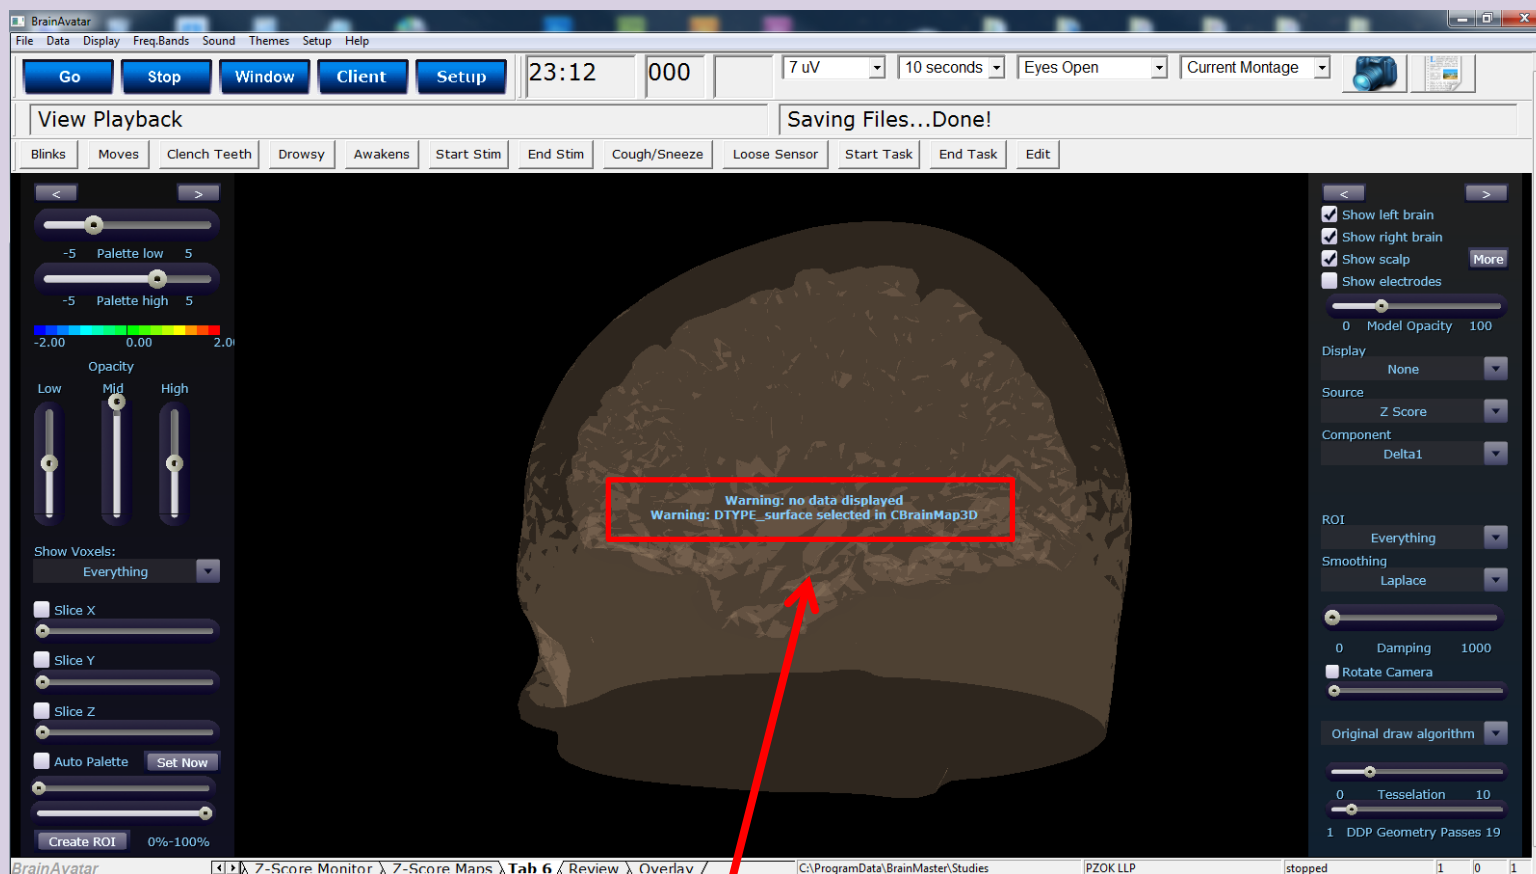 BrainAvatar
File Data Display Freq.Bands Sound Themes Setup Help
Go Stop Window Client Setup 23:12 000 7 uV 10 seconds Eyes Open Current Montage
View Playback Saving Files...Done!
Blinks Moves Clench Teeth Drowsy Awakens Start Stim End Stim Cough/Sneeze Loose Sensor Start Task End Task Edit
< >
-5 Palette low 5
-5 Palette high 5
-2.00 0.00 2.0
Opacity
Low Mid High
Show Voxels:
Everything
Slice X
Slice Y
Slice Z
Auto Palette Set Now
Create ROI 0%-100%
Warning: no data displayed
Warning: DTYPE_surface selected in CBrainMap3D
< >
Show left brain
Show right brain
Show scalp More
Show electrodes
0 Model Opacity 100
Display
None
Source
Z Score
Component
Delta1
ROI
Everything
Smoothing
Laplace
0 Damping 1000
Rotate Camera
Original draw algorithm
0 Tesselation 10
1 DDP Geometry Passes 19
BrainAvatar Z-Score Monitor Z-Score Maps Tab 6 Review Overlay C:\ProgramData\BrainMaster\Studies PZOK LLP stopped 1 0 1